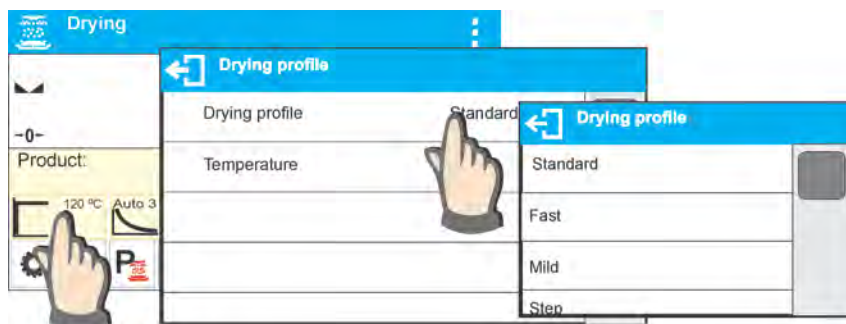 Drying
-0-
Product:
120 ºC Auto 3
P
Drying profile
Drying profile Standard
Temperature
Drying profile
Standard
Fast
Mild
Step